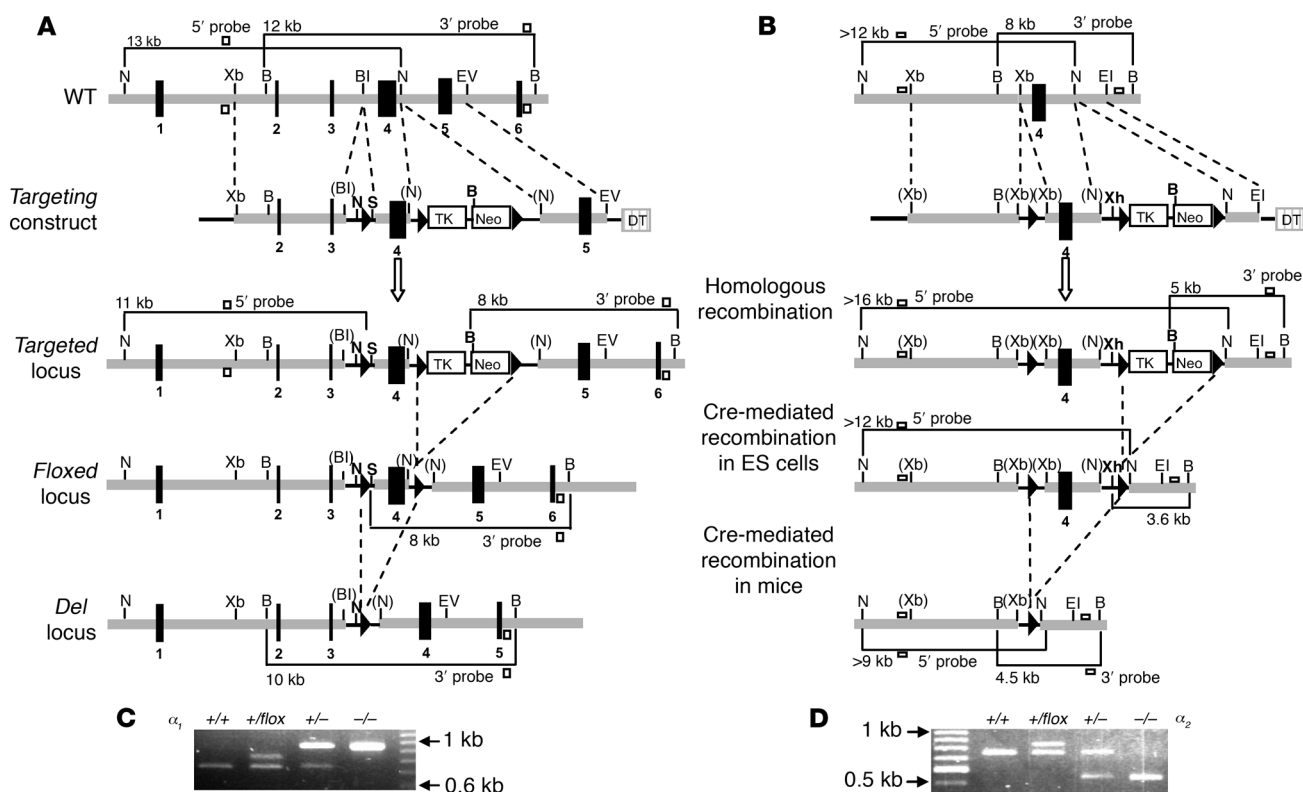 A
5′ probe
12 kb
3′ probe
13 kb
N Xb B BI N EV B
WT
1 2 3 4 5 6
Targeting
construct
Xb B (BI) N S (N) B (N) EV
TK Neo DT
2 3 4 5
11 kb 5′ probe 8 kb 3′ probe
N Xb B (BI) N S (N) B (N) EV B
Targeted
locus
TK Neo
1 2 3 4 5 6
N Xb B (BI) N S (N) (N) EV B
Floxed
locus
1 2 3 4 5 6
8 kb 3′ probe
N Xb B (BI) N (N) EV B
Del
locus
1 2 3 4 5
10 kb 3′ probe
B
>12 kb 5′ probe 8 kb 3′ probe
N Xb B Xb N EI B
4
(Xb) B (Xb) (Xb) (N) Xh B N EI
TK Neo DT
4
Homologous
recombination
>16 kb 5′ probe 5 kb 3′ probe
N (Xb) B (Xb) (Xb) (N) Xh B N EI B
TK Neo
4
Cre-mediated
recombination
in ES cells
>12 kb 5′ probe
N (Xb) B (Xb) (Xb) (N) Xh N EI B
4
3.6 kb
Cre-mediated
recombination
in mice
N (Xb) B (Xb) N EI B
>9 kb 5′ probe 4.5 kb 3′ probe
C
α1 +/+ +/flox +/− −/−
1 kb
0.6 kb
D
+/+ +/flox +/− −/− α2
1 kb
0.5 kb